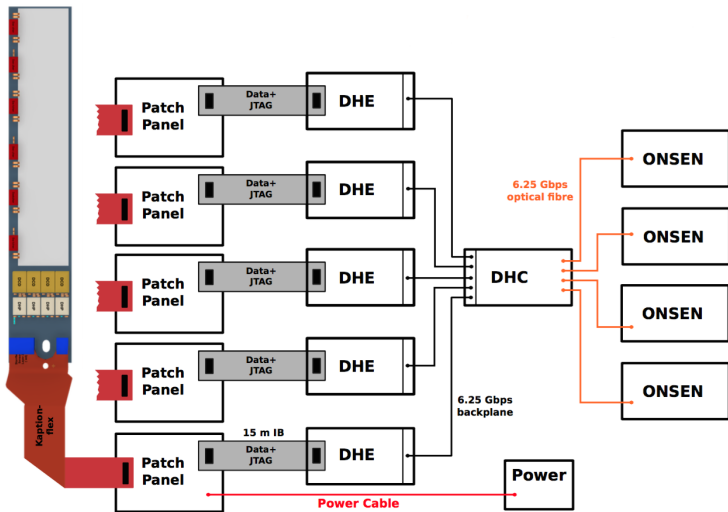 Patch
Panel
Data+
JTAG
DHE
Patch
Panel
Data+
JTAG
DHE
Patch
Panel
Data+
JTAG
DHE
Patch
Panel
Data+
JTAG
DHE
Patch
Panel
15 m IB
Data+
JTAG
DHE
Kaption-
flex
6.25 Gbps
backplane
DHC
6.25 Gbps
optical fibre
ONSEN
ONSEN
ONSEN
ONSEN
Power
Power Cable